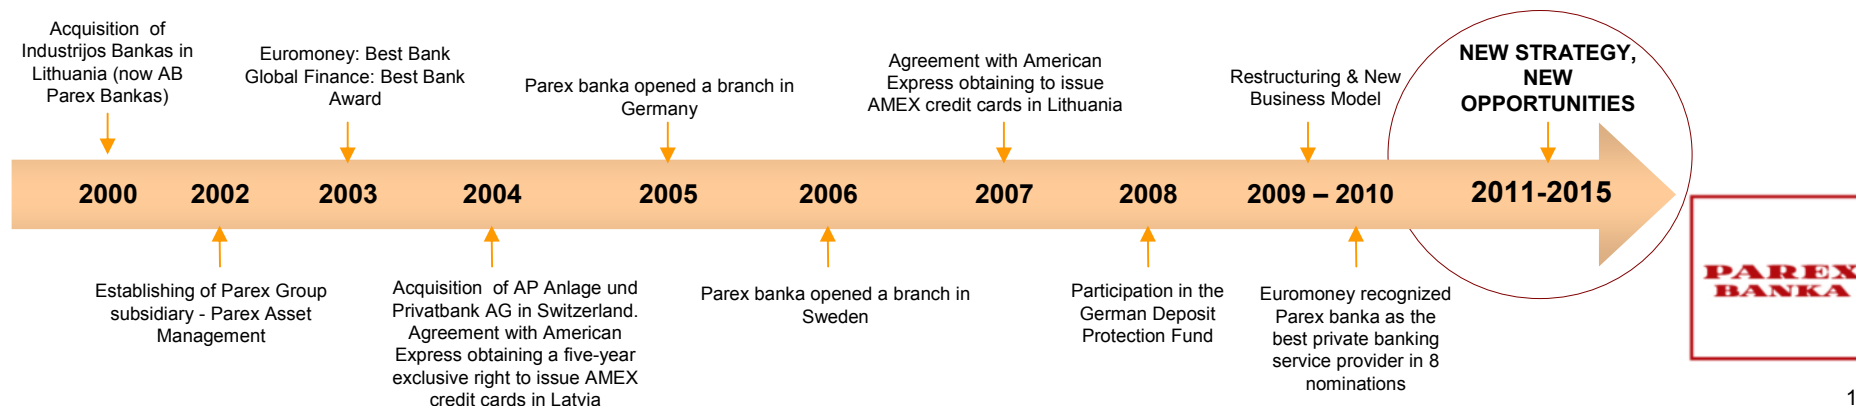 Acquisition of
Industrijos Bankas in
Lithuania (now AB
Parex Bankas)
Euromoney: Best Bank
Global Finance: Best Bank
Award
Parex banka opened a branch in
Germany
Agreement with American
Express obtaining to issue
AMEX credit cards in Lithuania
Restructuring & New
Business Model
NEW STRATEGY,
NEW
OPPORTUNITIES
2000 2002 2003 2004 2005 2006 2007 2008 2009 – 2010 2011-2015
Establishing of Parex Group
subsidiary - Parex Asset
Management
Acquisition of AP Anlage und
Privatbank AG in Switzerland.
Agreement with American
Express obtaining a five-year
exclusive right to issue AMEX
credit cards in Latvia
Parex banka opened a branch in
Sweden
Participation in the
German Deposit
Protection Fund
Euromoney recognized
Parex banka as the
best private banking
service provider in 8
nominations
PAREX
BANKA
1